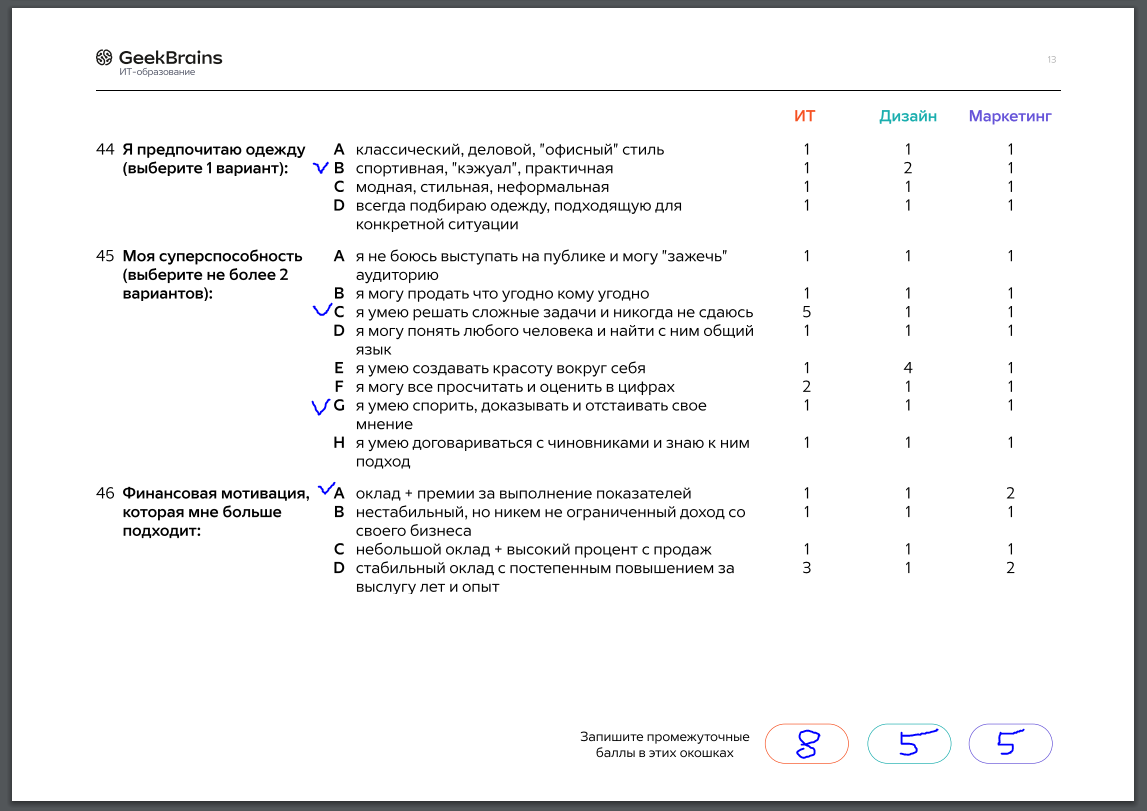 GeekBrains
ИТ-образование
13
ИТ Дизайн Маркетинг
44 Я предпочитаю одежду A классический, деловой, "офисный" стиль 1 1 1
(выберите 1 вариант): B спортивная, "кэжуал", практичная 1 2 1
C модная, стильная, неформальная 1 1 1
D всегда подбираю одежду, подходящую для 1 1 1
конкретной ситуации
45 Моя суперспособность A я не боюсь выступать на публике и могу "зажечь" 1 1 1
(выберите не более 2 аудиторию
вариантов): B я могу продать что угодно кому угодно 1 1 1
C я умею решать сложные задачи и никогда не сдаюсь 5 1 1
D я могу понять любого человека и найти с ним общий 1 1 1
язык
E я умею создавать красоту вокруг себя 1 4 1
F я могу все просчитать и оценить в цифрах 2 1 1
G я умею спорить, доказывать и отстаивать свое 1 1 1
мнение
H я умею договариваться с чиновниками и знаю к ним 1 1 1
подход
46 Финансовая мотивация, A оклад + премии за выполнение показателей 1 1 2
которая мне больше B нестабильный, но никем не ограниченный доход со 1 1 1
подходит: своего бизнеса
C небольшой оклад + высокий процент с продаж 1 1 1
D стабильный оклад с постепенным повышением за 3 1 2
выслугу лет и опыт
Запишите промежуточные
баллы в этих окошках 8 5 5